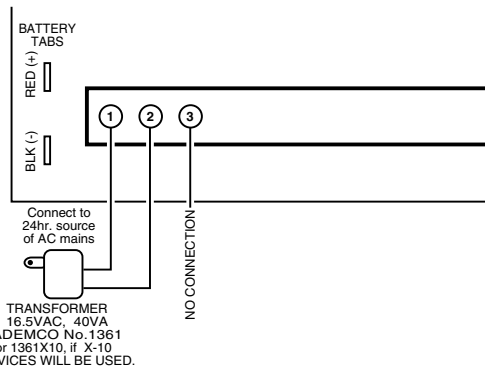 BATTERY
TABS
RED (+)
BLK (-)
1
2
3
NO CONNECTION
Connect to
24hr. source
of AC mains
TRANSFORMER
16.5VAC, 40VA
ADEMCO No.1361
or 1361X10, if X-10
VICES WILL BE USED.